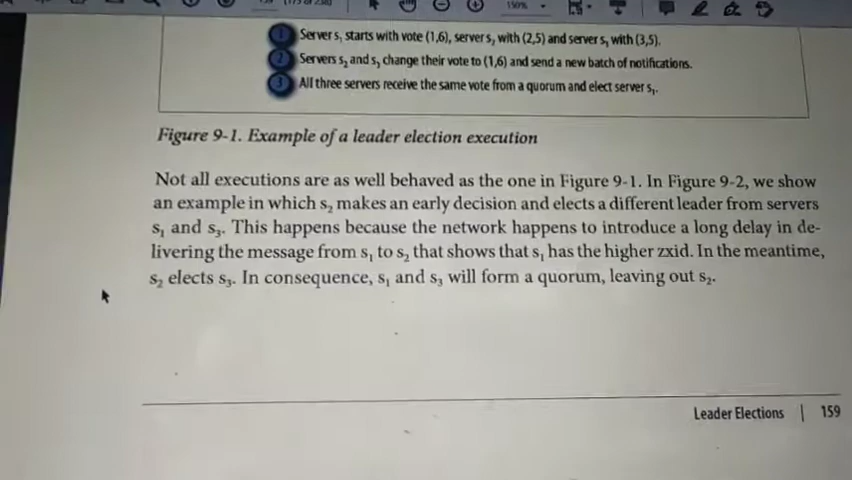 150%
1 Server s1 starts with vote (1,6), server s2 with (2,5) and server s3 with (3,5).
2 Servers s2 and s3 change their vote to (1,6) and send a new batch of notifications.
3 All three servers receive the same vote from a quorum and elect server s1.
Figure 9-1. Example of a leader election execution
Not all executions are as well behaved as the one in Figure 9-1. In Figure 9-2, we show
an example in which s2 makes an early decision and elects a different leader from servers
s1 and s3. This happens because the network happens to introduce a long delay in de-
livering the message from s1 to s2 that shows that s1 has the higher zxid. In the meantime,
s2 elects s3. In consequence, s1 and s3 will form a quorum, leaving out s2.
Leader Elections | 159